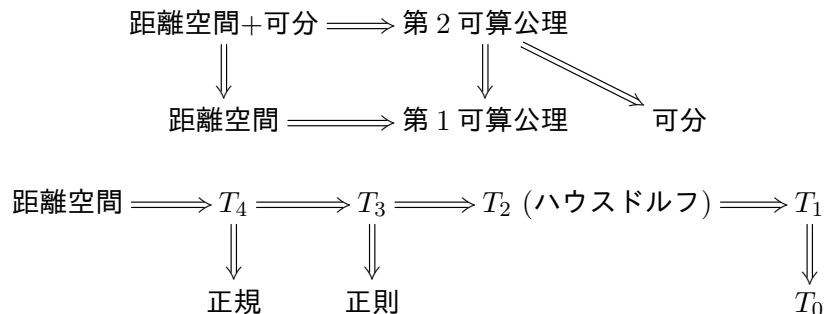 距離空間+可分 ⟹ 第 2 可算公理
距離空間 ⟹ 第 1 可算公理 可分
距離空間 ⟹ T₄ ⟹ T₃ ⟹ T₂ (ハウスドルフ) ⟹ T₁
正規 正則 T₀